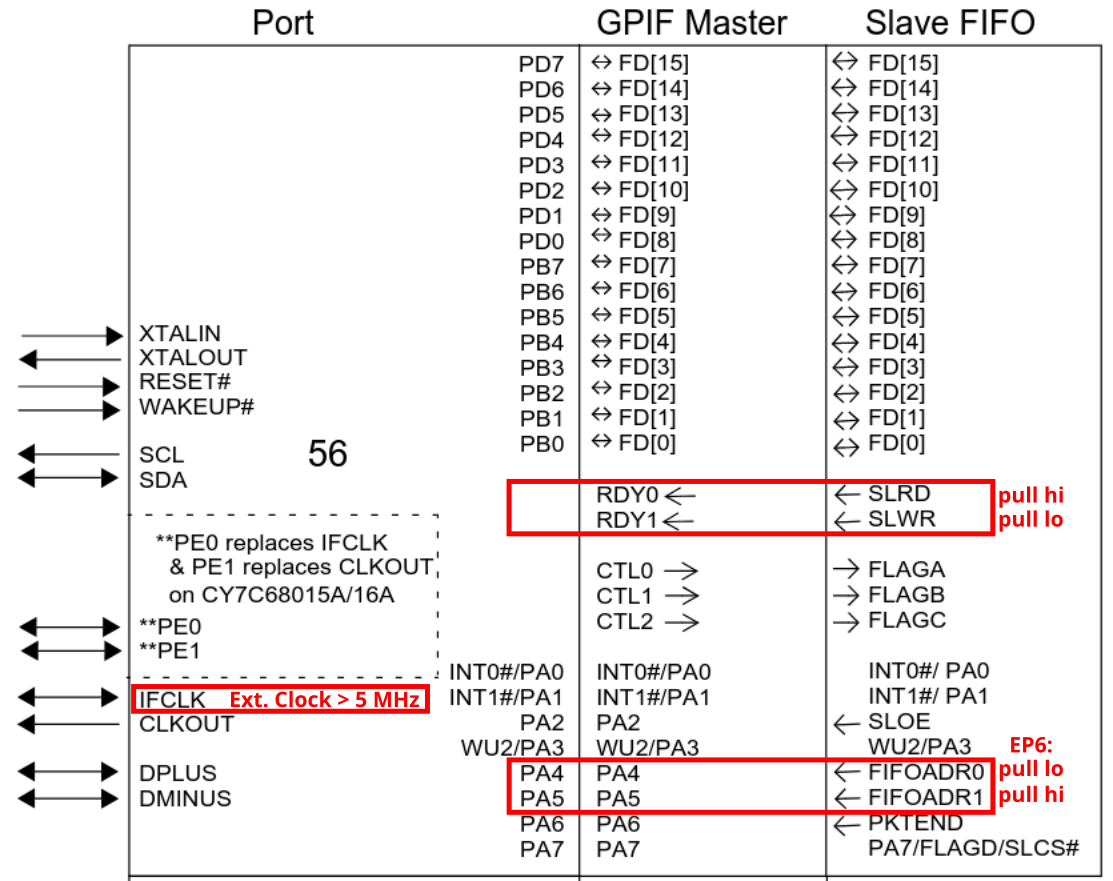 Port GPIF Master Slave FIFO
PD7 ↔ FD[15] ↔ FD[15]
PD6 ↔ FD[14] ↔ FD[14]
PD5 ↔ FD[13] ↔ FD[13]
PD4 ↔ FD[12] ↔ FD[12]
PD3 ↔ FD[11] ↔ FD[11]
PD2 ↔ FD[10] ↔ FD[10]
PD1 ↔ FD[9] ↔ FD[9]
PD0 ↔ FD[8] ↔ FD[8]
PB7 ↔ FD[7] ↔ FD[7]
PB6 ↔ FD[6] ↔ FD[6]
PB5 ↔ FD[5] ↔ FD[5]
XTALIN
PB4 ↔ FD[4] ↔ FD[4]
XTALOUT
PB3 ↔ FD[3] ↔ FD[3]
RESET#
PB2 ↔ FD[2] ↔ FD[2]
WAKEUP#
PB1 ↔ FD[1] ↔ FD[1]
PB0 ↔ FD[0] ↔ FD[0]
SCL 56
SDA
RDY0 ← ← SLRD pull hi
RDY1 ← ← SLWR pull lo
**PE0 replaces IFCLK
& PE1 replaces CLKOUT
on CY7C68015A/16A
CTL0 → → FLAGA
CTL1 → → FLAGB
CTL2 → → FLAGC
**PE0
**PE1
INT0#/PA0 INT0#/PA0 INT0#/ PA0
IFCLK Ext. Clock > 5 MHz INT1#/PA1 INT1#/PA1 INT1#/ PA1
CLKOUT PA2 PA2 ← SLOE
WU2/PA3 WU2/PA3 WU2/PA3 EP6:
DPLUS PA4 PA4 ← FIFOADR0 pull lo
DMINUS PA5 PA5 ← FIFOADR1 pull hi
PA6 PA6 ← PKTEND
PA7 PA7 PA7/FLAGD/SLCS#